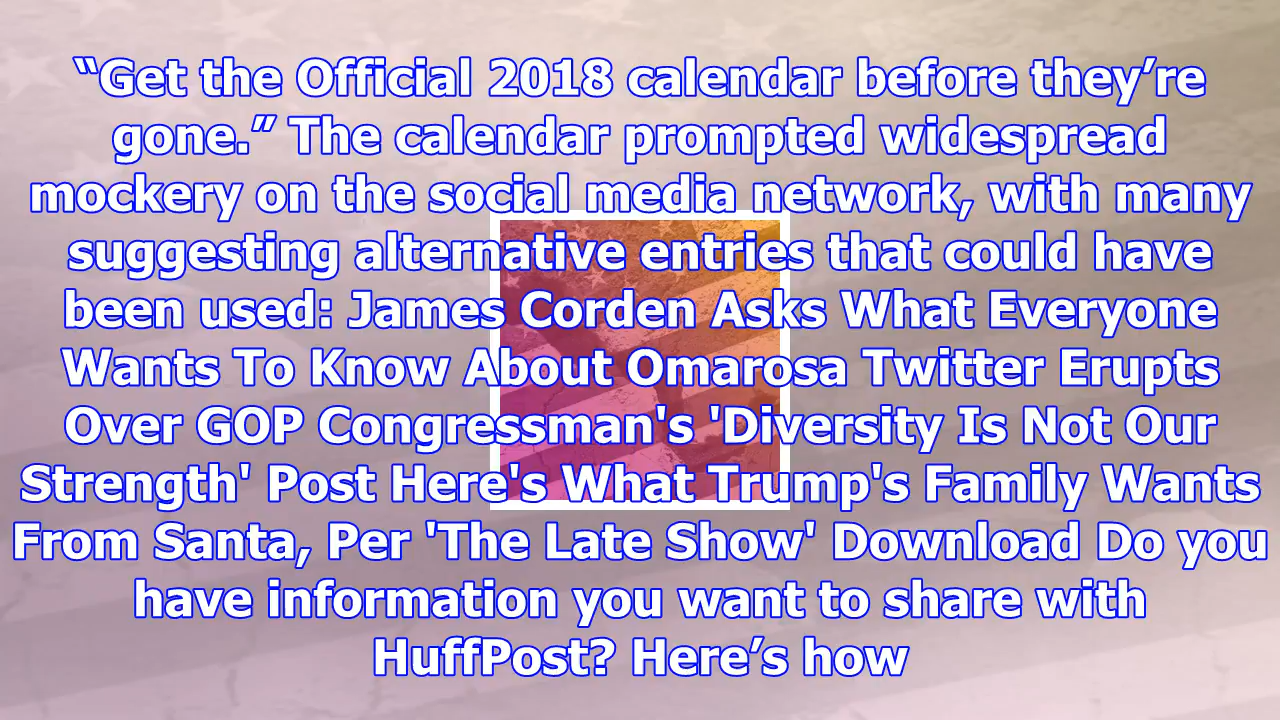 “Get the Official 2018 calendar before they’re
gone.” The calendar prompted widespread
mockery on the social media network, with many
suggesting alternative entries that could have
been used: James Corden Asks What Everyone
Wants To Know About Omarosa Twitter Erupts
Over GOP Congressman's 'Diversity Is Not Our
Strength' Post Here's What Trump's Family Wants
From Santa, Per 'The Late Show' Download Do you
have information you want to share with
HuffPost? Here’s how